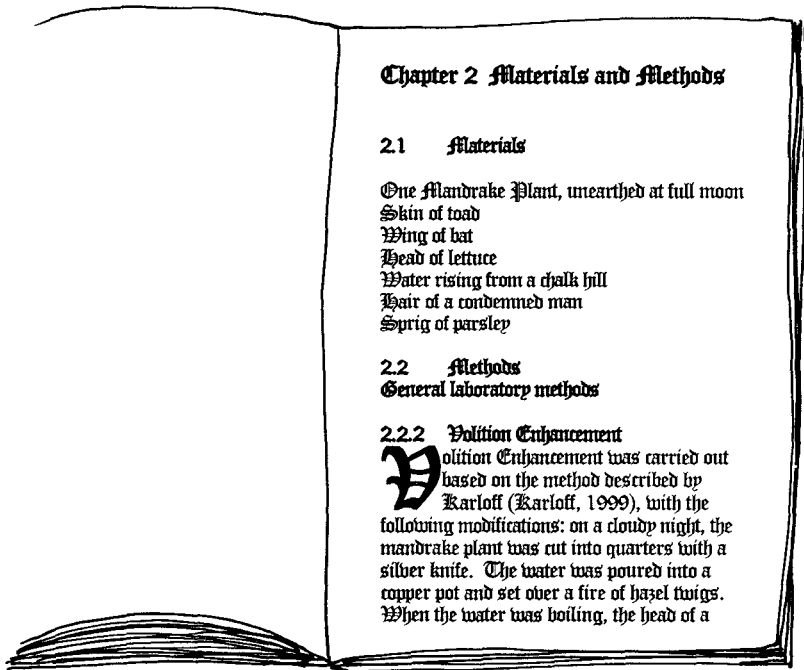 Chapter 2 Materials and Methods
2.1 Materials
One Mandrake Plant, unearthed at full moon
Skin of toad
Wing of bat
Head of lettuce
Water rising from a chalk hill
Hair of a condemned man
Sprig of parsley
2.2 Methods
General laboratory methods
2.2.2 Volition Enhancement
Volition Enhancement was carried out
based on the method described by
Karloff (Karloff, 1999), with the
following modifications: on a cloudy night, the
mandrake plant was cut into quarters with a
silver knife. The water was poured into a
copper pot and set over a fire of hazel twigs.
When the water was boiling, the head of a